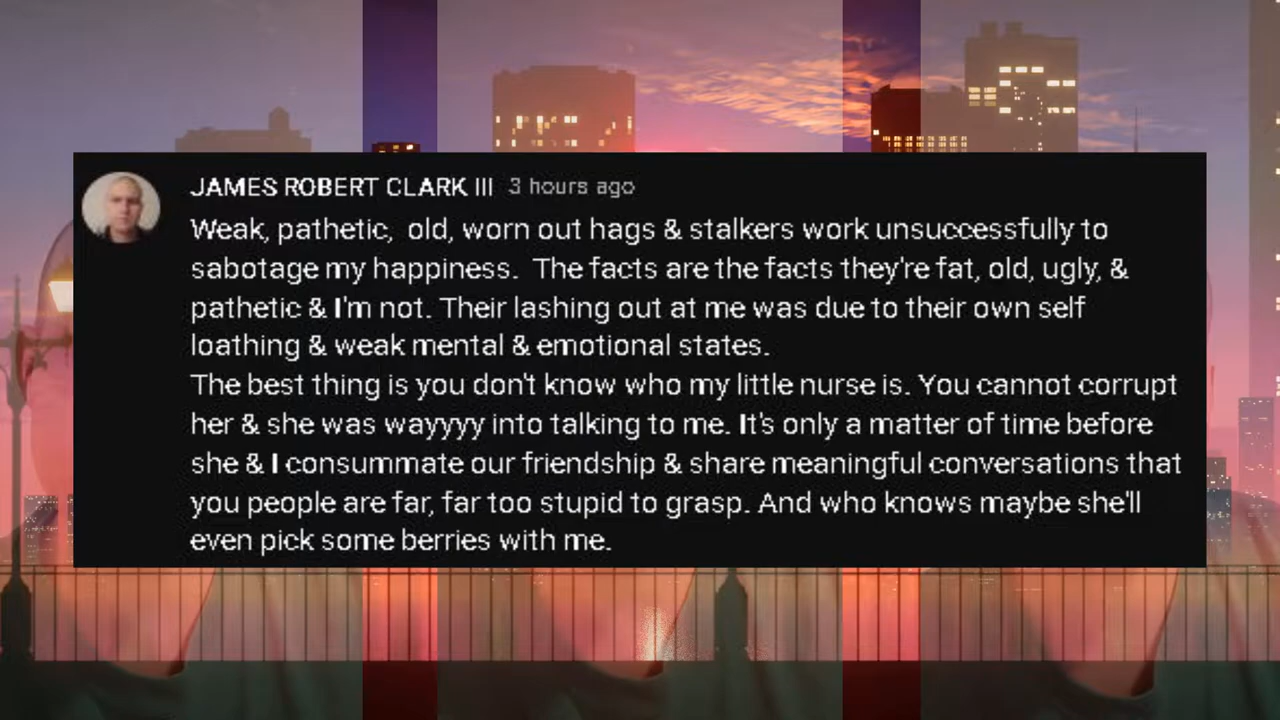 JAMES ROBERT CLARK III 3 hours ago
Weak, pathetic,  old, worn out hags & stalkers work unsuccessfully to
sabotage my happiness.  The facts are the facts they're fat, old, ugly, &
pathetic & I'm not. Their lashing out at me was due to their own self
loathing & weak mental & emotional states.
The best thing is you don't know who my little nurse is. You cannot corrupt
her & she was wayyyy into talking to me. It's only a matter of time before
she & I consummate our friendship & share meaningful conversations that
you people are far, far too stupid to grasp. And who knows maybe she'll
even pick some berries with me.